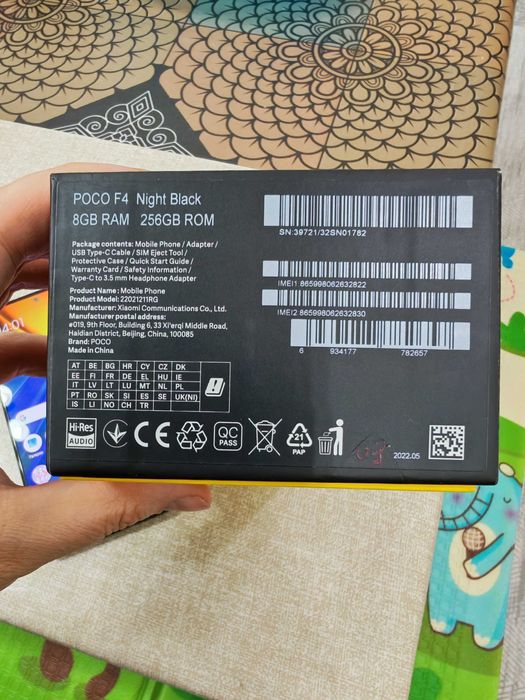 POCO F4 Night Black
8GB RAM 256GB ROM
Package contents: Mobile Phone / Adapter /
USB Type-C Cable / SIM Eject Tool /
Protective Case / Quick Start Guide /
Warranty Card / Safety Information /
Type-C to 3.5 mm Headphone Adapter
Product Name: Mobile Phone
Product Model: 22021211RG
Manufacturer: Xiaomi Communications Co., Ltd.
Manufacturer postal address:
#019, 9th Floor, Building 6, 33 Xi'erqi Middle Road,
Haidian District, Beijing, China, 100085
Brand: POCO
Made in China
SN:39721/32SN01782
IMEI1 865998062632822
IMEI2 865998062632830
6 934177 782657
AT BE BG HR CY CZ DK
EE FI FR DE EL HU IE
IT LV LT LU MT NL PL
PT RO SK SI ES SE UK(NI)
IS LI NO CH TR
Hi-Res
AUDIO
CE
QC
PASS
21
PAP
2022.05